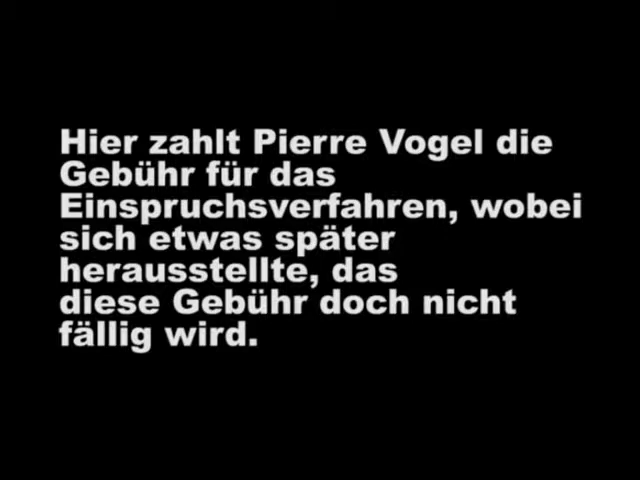 Hier zahlt Pierre Vogel die
Gebühr für das
Einspruchsverfahren, wobei
sich etwas später
herausstellte, das
diese Gebühr doch nicht
fällig wird.